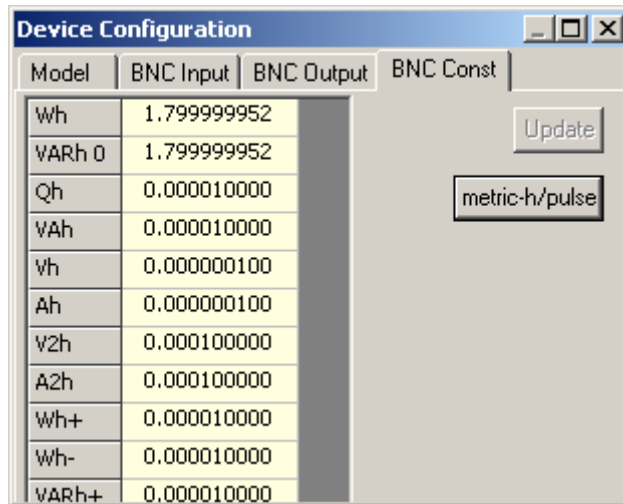 Device Configuration
Model BNC Input BNC Output BNC Const
Wh 1.799999952
VARh 0 1.799999952
Qh 0.000010000
VAh 0.000010000
Vh 0.000000100
Ah 0.000000100
V2h 0.000100000
A2h 0.000100000
Wh+ 0.000010000
Wh- 0.000010000
VARh+ 0.000010000
Update
metric-h/pulse